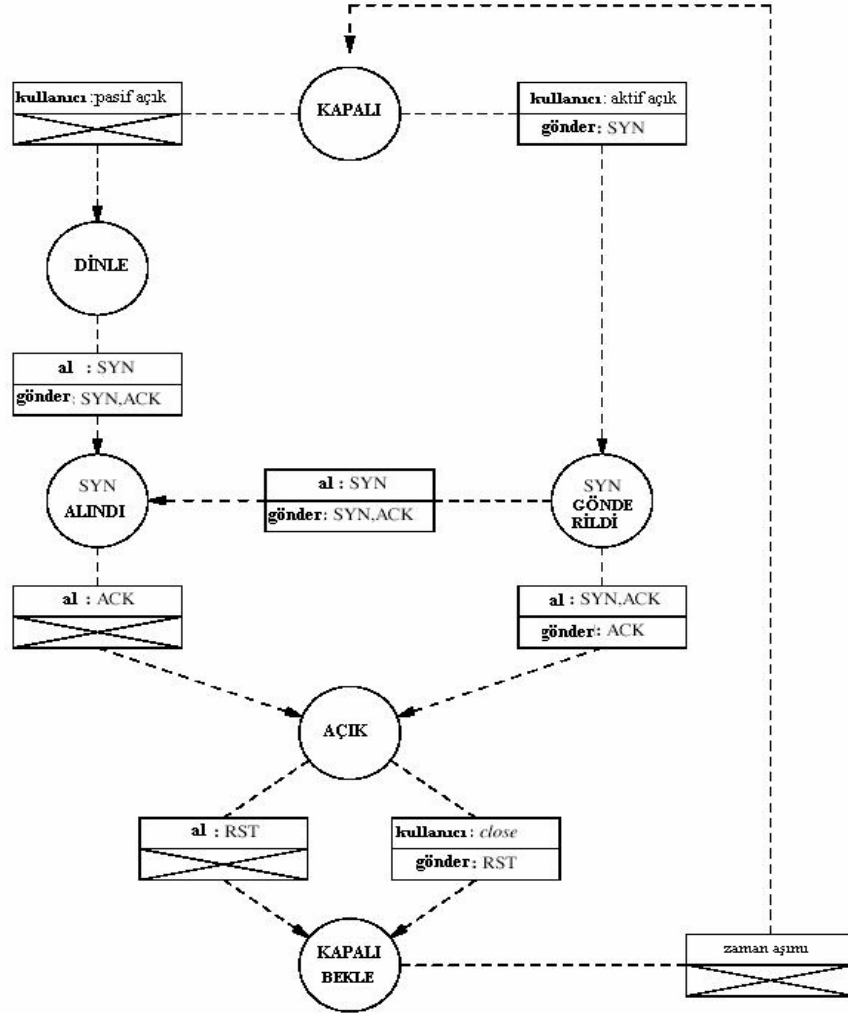 kullanıcı :pasif açık
KAPALI
kullanıcı : aktif açık
gönder: SYN
DİNLE
al : SYN
gönder: SYN,ACK
SYN
ALINDI
al : SYN
gönder: SYN,ACK
SYN
GÖNDE
RİLDİ
al : ACK
al : SYN,ACK
gönder: ACK
AÇIK
al : RST
kullanıcı : close
gönder: RST
KAPALI
BEKLE
zaman aşımı